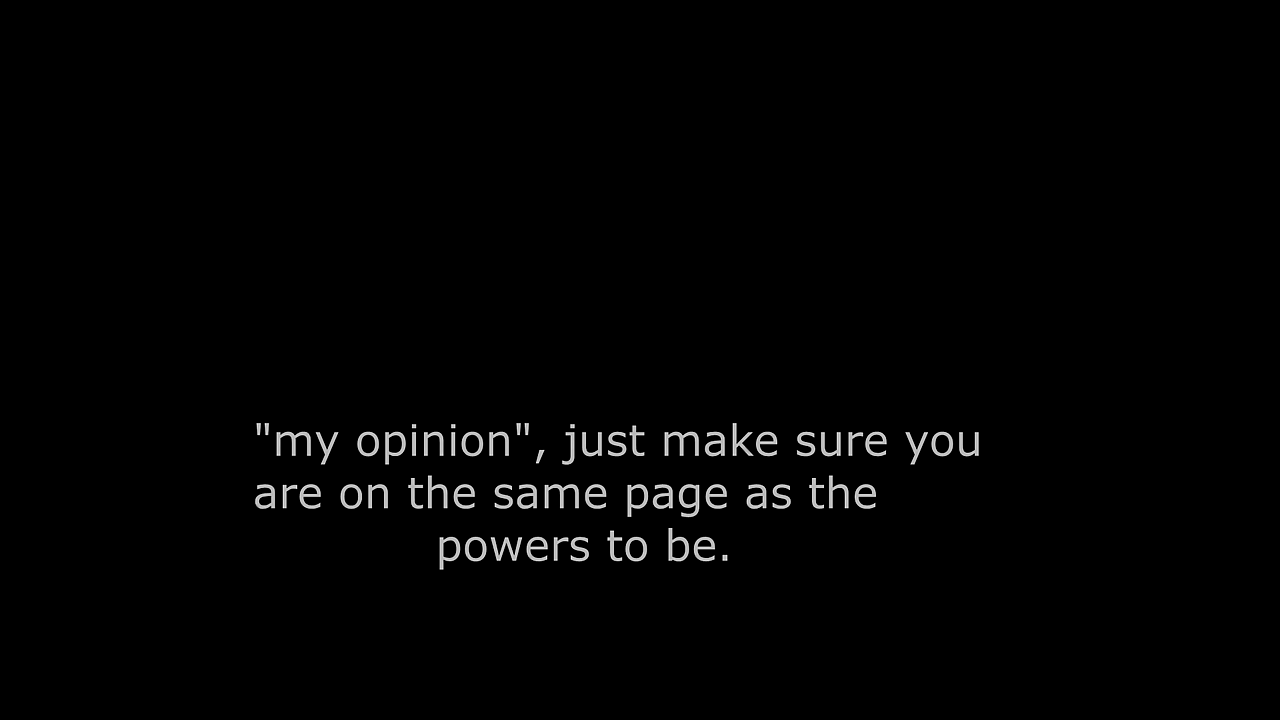 "my opinion", just make sure you
are on the same page as the
powers to be.